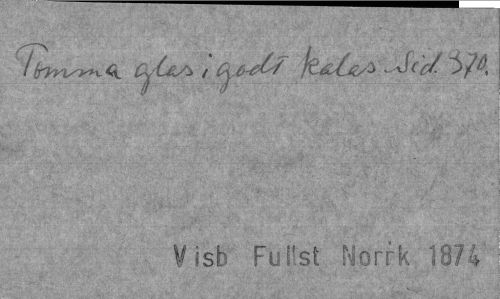 Tomma glas i godt kalas. Sid. 370.
Visb Fullst Norrk 1874